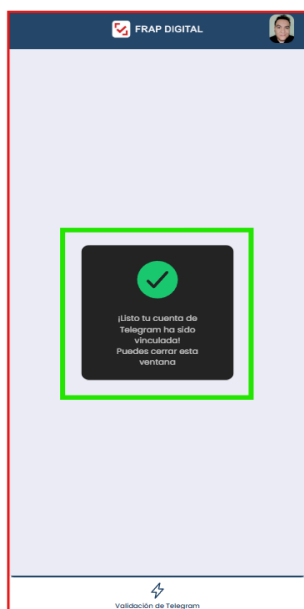 FRAP DIGITAL
¡Listo tu cuenta de
Telegram ha sido
vinculada!
Puedes cerrar esta
ventana
Validación de Telegram